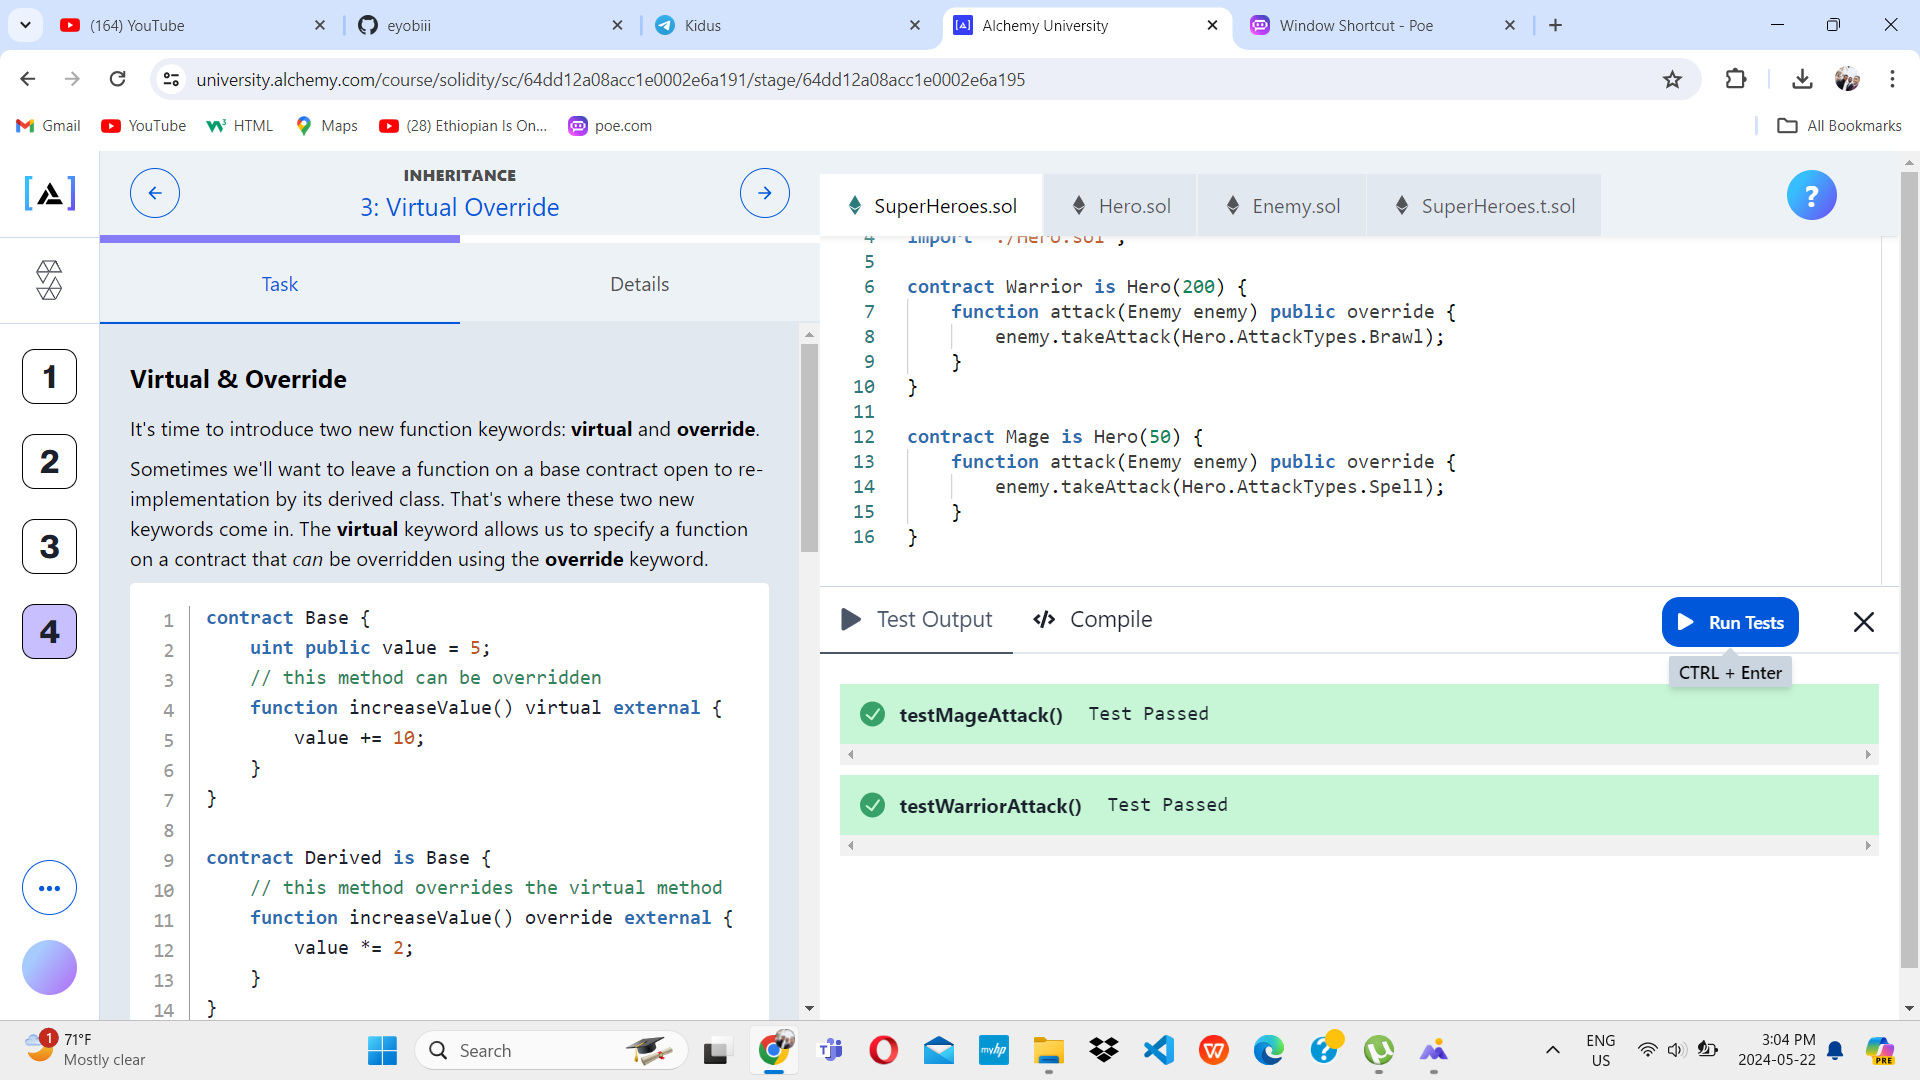 (164) YouTube
eyobiii
Kidus
Alchemy University
Window Shortcut - Poe
university.alchemy.com/course/solidity/sc/64dd12a08acc1e0002e6a191/stage/64dd12a08acc1e0002e6a195
Gmail
YouTube
HTML
Maps
(28) Ethiopian Is On...
poe.com
All Bookmarks
INHERITANCE
3: Virtual Override
Task
Details
1
2
3
4
Virtual & Override
It's time to introduce two new function keywords: virtual and override.
Sometimes we'll want to leave a function on a base contract open to re-
implementation by its derived class. That's where these two new
keywords come in. The virtual keyword allows us to specify a function
on a contract that can be overridden using the override keyword.
1 contract Base {
2 uint public value = 5;
3 // this method can be overridden
4 function increaseValue() virtual external {
5 value += 10;
6 }
7 }
8
9 contract Derived is Base {
10 // this method overrides the virtual method
11 function increaseValue() override external {
12 value *= 2;
13 }
14 }
SuperHeroes.sol
Hero.sol
Enemy.sol
SuperHeroes.t.sol
?
4 import "./Hero.sol";
5
6 contract Warrior is Hero(200) {
7 function attack(Enemy enemy) public override {
8 enemy.takeAttack(Hero.AttackTypes.Brawl);
9 }
10 }
11
12 contract Mage is Hero(50) {
13 function attack(Enemy enemy) public override {
14 enemy.takeAttack(Hero.AttackTypes.Spell);
15 }
16 }
Test Output
Compile
Run Tests
CTRL + Enter
testMageAttack() Test Passed
testWarriorAttack() Test Passed
1
71°F
Mostly clear
Search
myhp
ENG
US
3:04 PM
2024-05-22
PRE